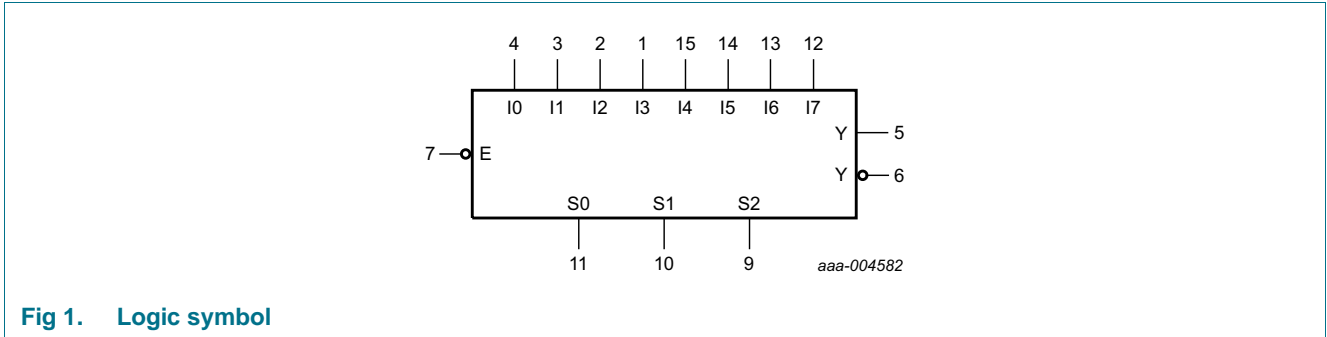 4 3 2 1 15 14 13 12
I0 I1 I2 I3 I4 I5 I6 I7
Y 5
7 E
Y 6
S0 S1 S2
11 10 9 aaa-004582
Fig 1. Logic symbol